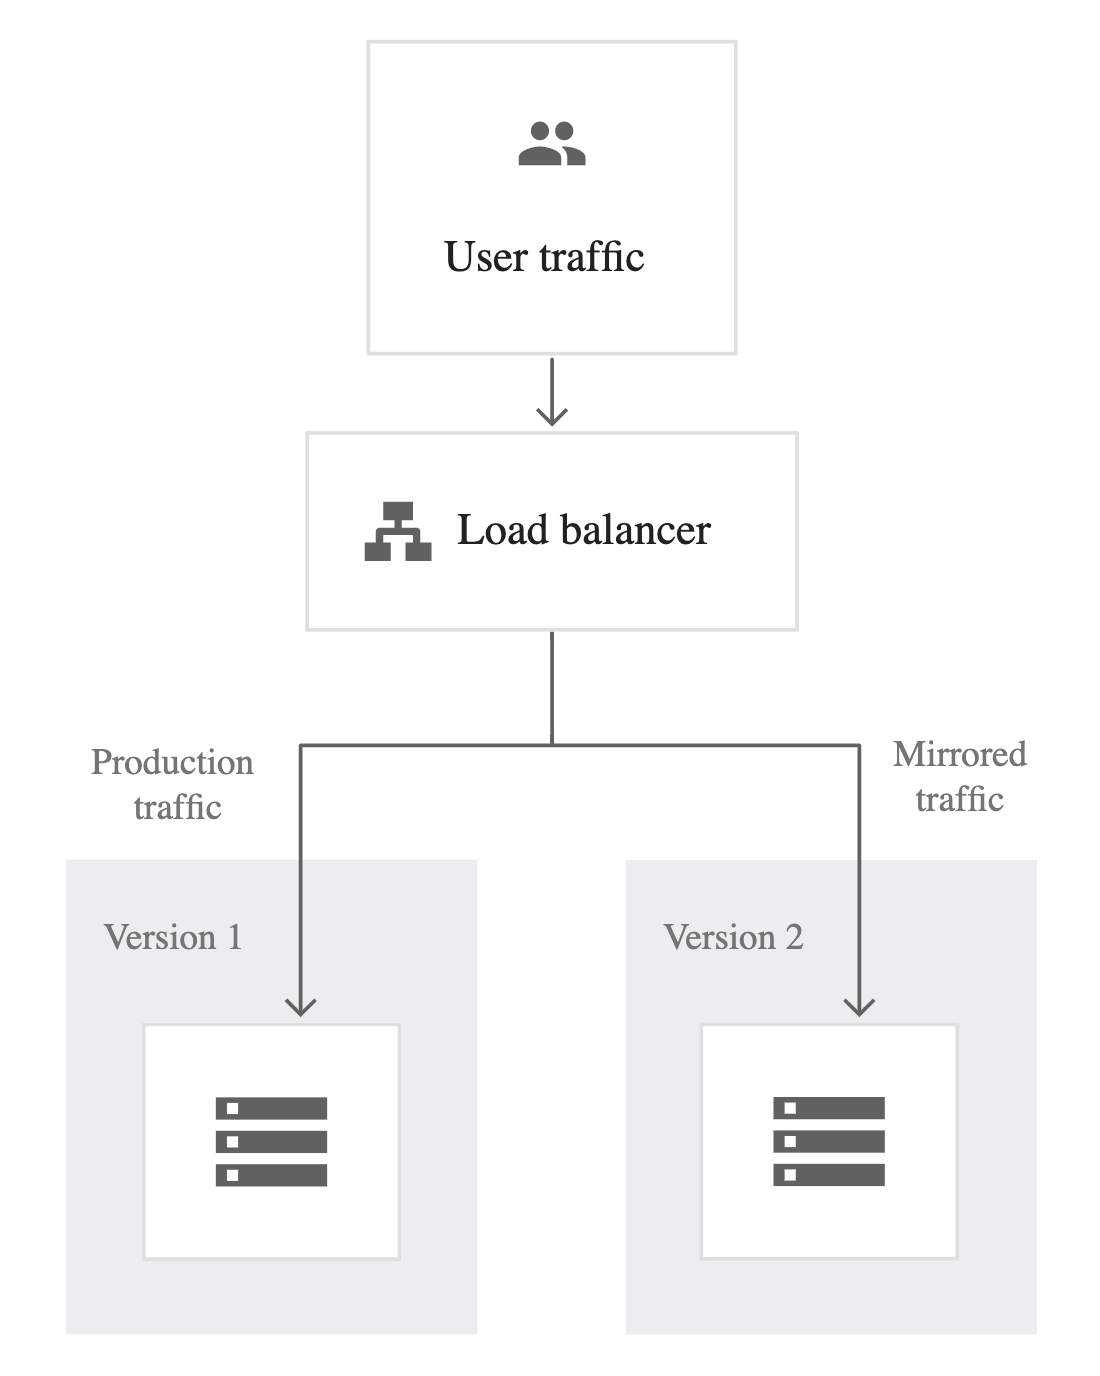 User traffic
Load balancer
Production
traffic
Mirrored
traffic
Version 1
Version 2